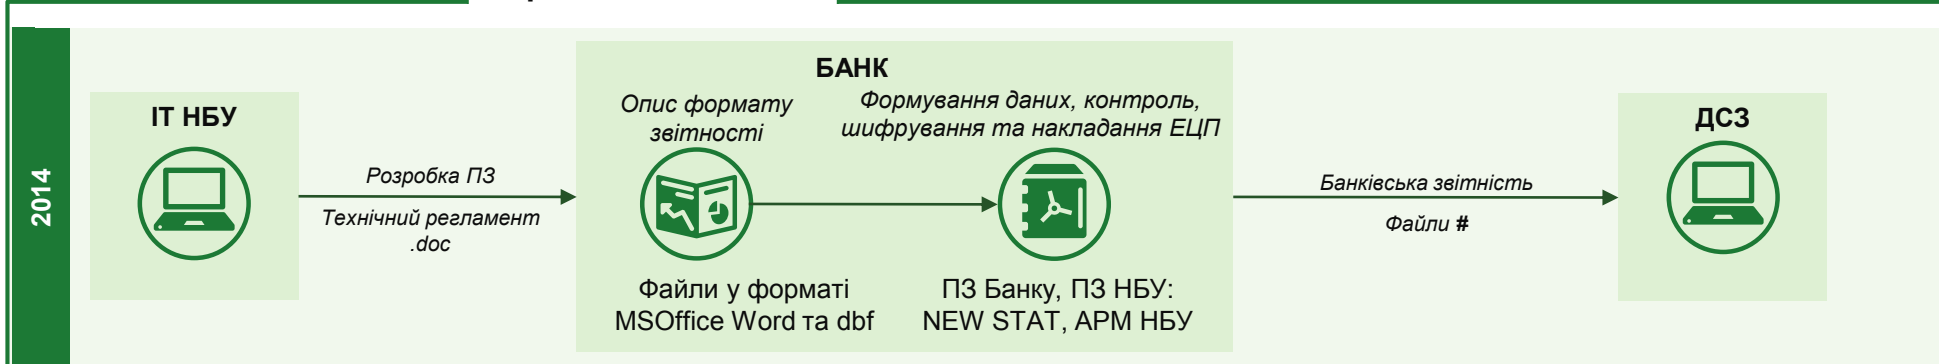 2014
ІТ НБУ
Розробка ПЗ
Технічний регламент
.doc
БАНК
Опис формату
звітності
Формування даних, контроль,
шифрування та накладання ЕЦП
Файли у форматі
MSOffice Word та dbf
ПЗ Банку, ПЗ НБУ:
NEW STAT, АРМ НБУ
Банківська звітність
Файли #
ДСЗ